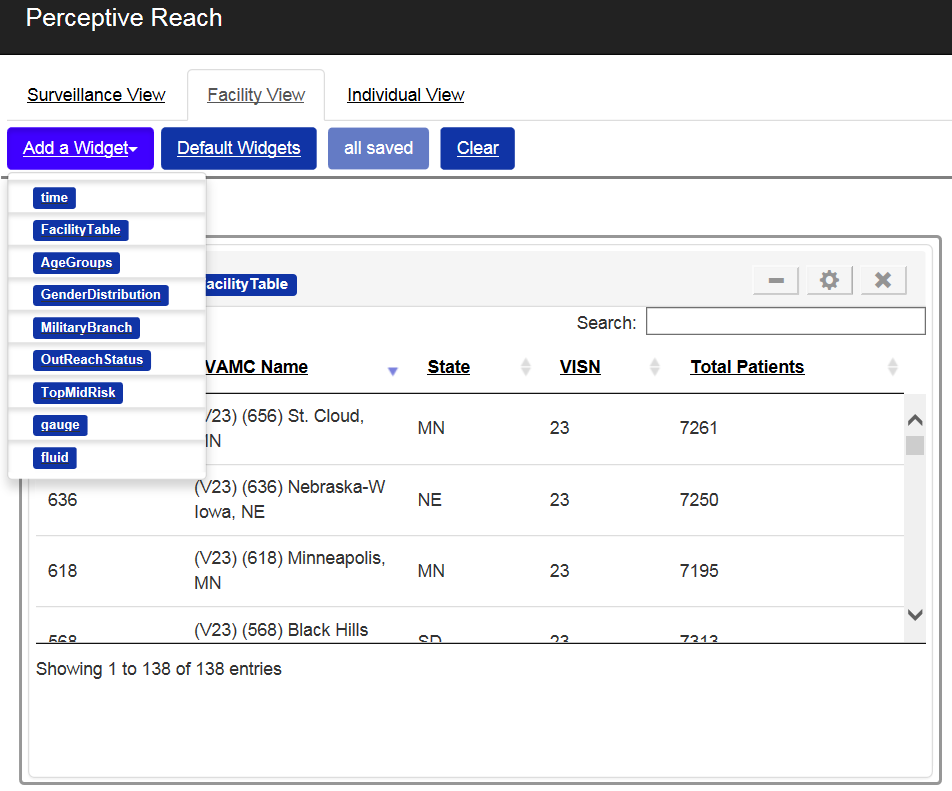 Perceptive Reach
Surveillance View Facility View Individual View
Add a Widget Default Widgets all saved Clear
time
FacilityTable
AgeGroups
GenderDistribution
MilitaryBranch
OutReachStatus
TopMidRisk
gauge
fluid
acilityTable
Search:
VAMC Name State VISN Total Patients
V23) (656) St. Cloud, MN 23 7261
N
636 (V23) (636) Nebraska-W NE 23 7250
Iowa, NE
618 (V23) (618) Minneapolis, MN 23 7195
MN
568 (V23) (568) Black Hills SD 23 7313
Showing 1 to 138 of 138 entries